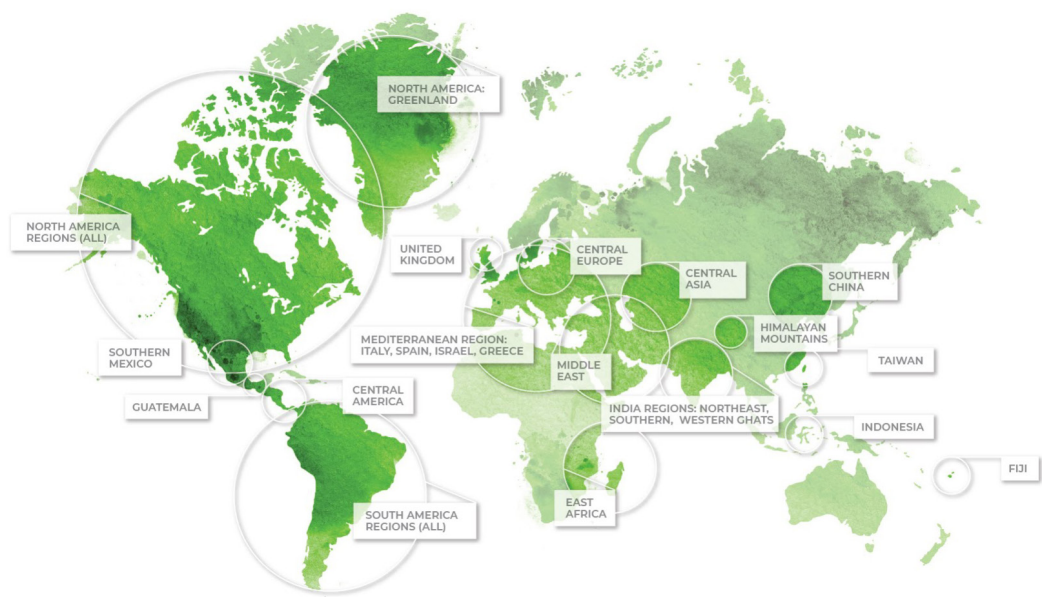 NORTH AMERICA:
GREENLAND
NORTH AMERICA
REGIONS (ALL)
UNITED
KINGDOM
CENTRAL
EUROPE
CENTRAL
ASIA
SOUTHERN
CHINA
MEDITERRANEAN REGION:
ITALY, SPAIN, ISRAEL, GREECE
HIMALAYAN
MOUNTAINS
SOUTHERN
MEXICO
MIDDLE
EAST
TAIWAN
GUATEMALA
CENTRAL
AMERICA
INDIA REGIONS: NORTHEAST,
SOUTHERN, WESTERN GHATS
INDONESIA
FIJI
SOUTH AMERICA
REGIONS (ALL)
EAST
AFRICA